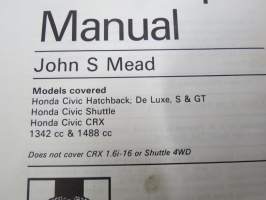 Manual
John S Mead
Models covered
Honda Civic Hatchback; De Luxe, S & GT
Honda Civic Shuttle
Honda Civic CRX
1342 cc & 1488 cc
Does not cover CRX 1.6i-16 or Shuttle 4WD